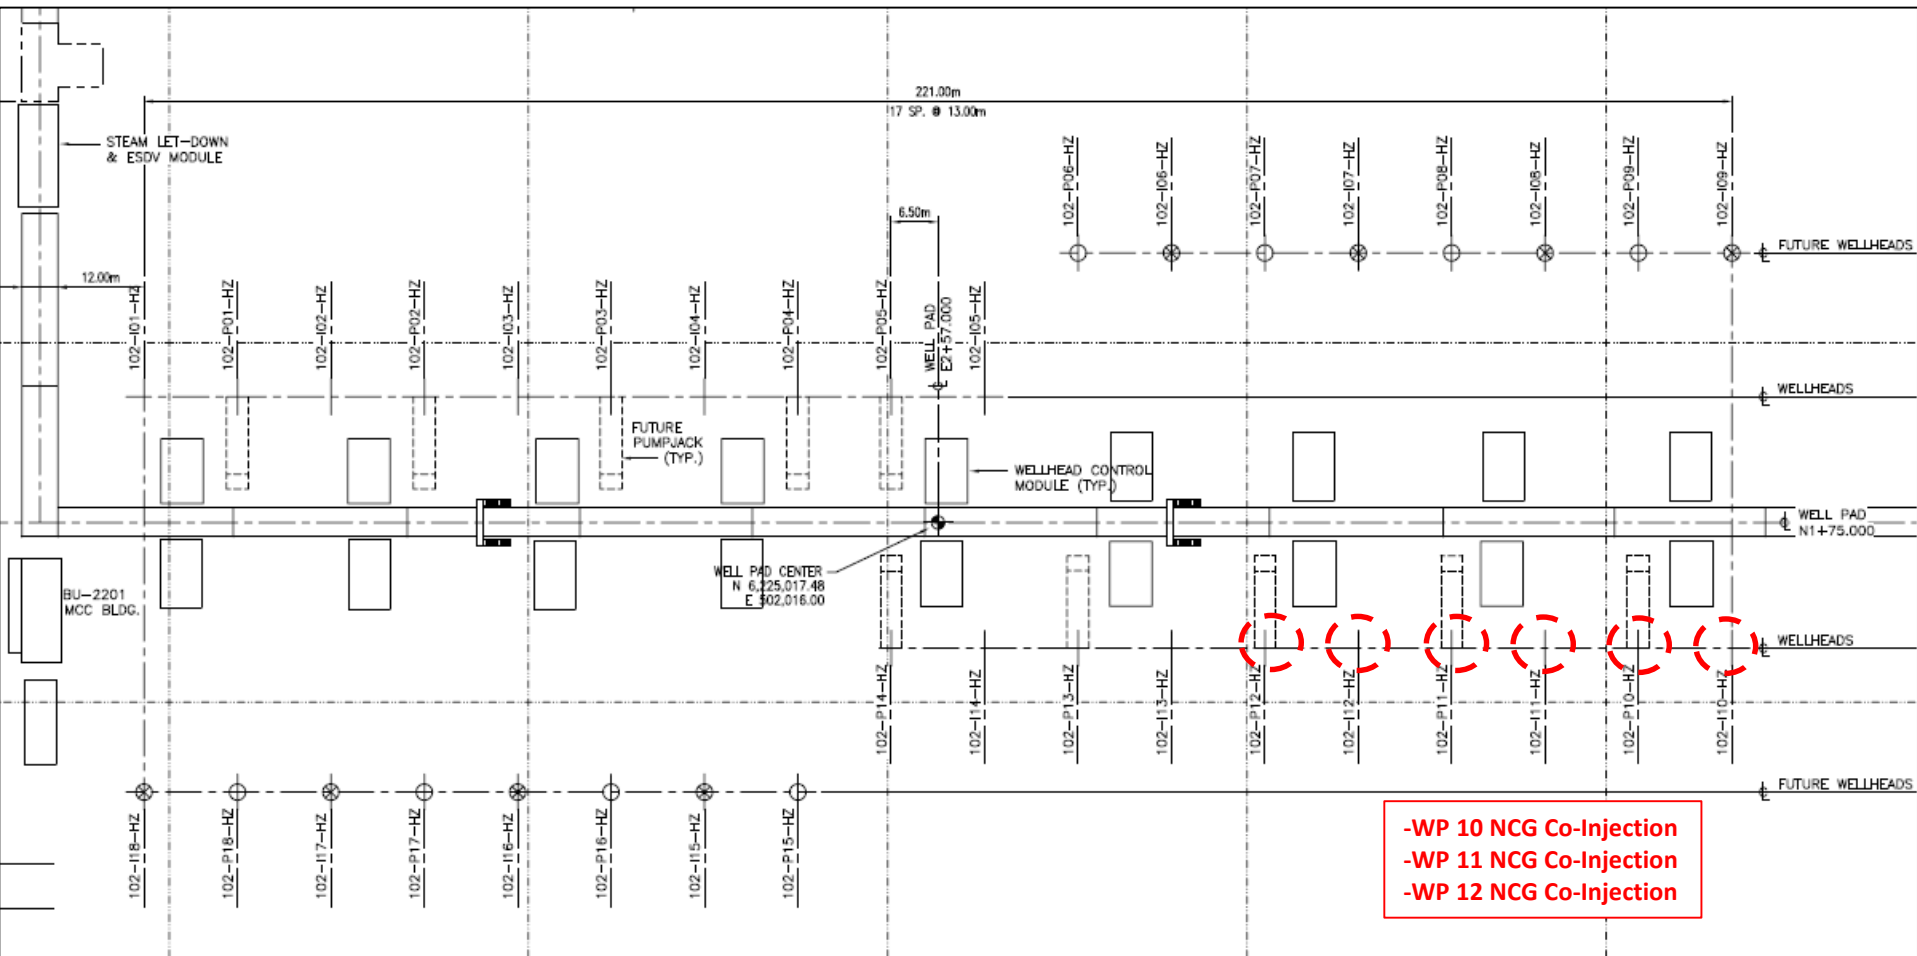 221.00m
17 SP. @ 13.00m
STEAM LET-DOWN
& ESDV MODULE
102-P06-HZ
102-I06-HZ
102-P07-HZ
102-I07-HZ
102-P08-HZ
102-I08-HZ
102-P09-HZ
102-I09-HZ
6.50m
FUTURE WELLHEADS
12.00m
102-I01-HZ
102-P01-HZ
102-I02-HZ
102-P02-HZ
102-I03-HZ
102-P03-HZ
102-I04-HZ
102-P04-HZ
102-P05-HZ
WELL PAD
E2+57.000
102-I05-HZ
WELLHEADS
FUTURE
PUMPJACK
(TYP.)
WELLHEAD CONTROL
MODULE (TYP.)
WELL PAD
N1+75.000
WELL PAD CENTER
N 6,225,017.48
E 502,016.00
BU-2201
MCC BLDG.
WELLHEADS
102-P14-HZ
102-I14-HZ
102-P13-HZ
102-I13-HZ
102-P12-HZ
102-I12-HZ
102-P11-HZ
102-I11-HZ
102-P10-HZ
102-I10-HZ
FUTURE WELLHEADS
102-I18-HZ
102-P18-HZ
102-I17-HZ
102-P17-HZ
102-I16-HZ
102-P16-HZ
102-I15-HZ
102-P15-HZ
-WP 10 NCG Co-Injection
-WP 11 NCG Co-Injection
-WP 12 NCG Co-Injection